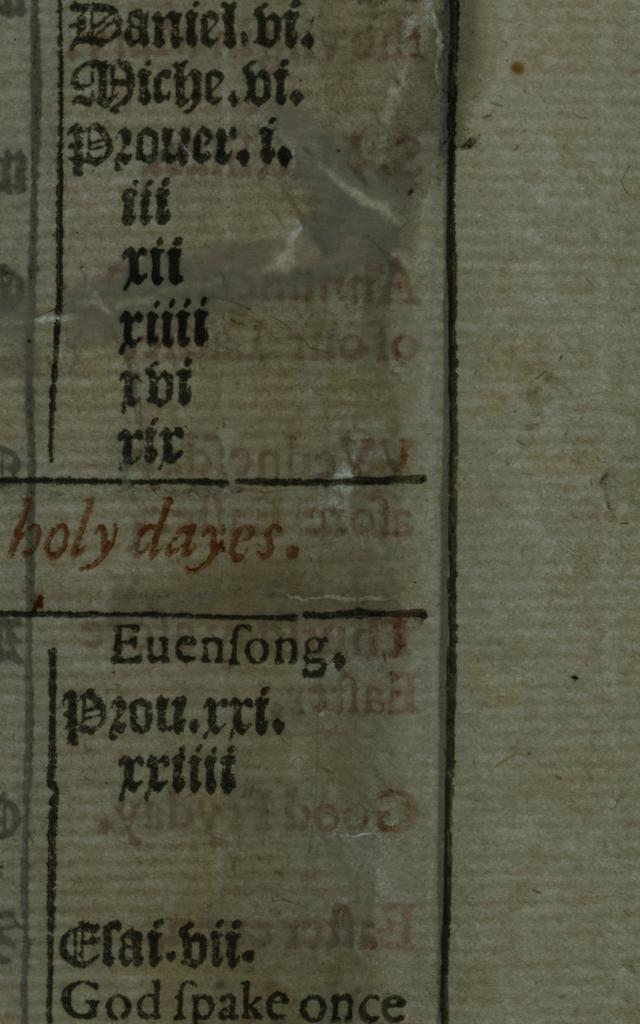 Daniel.vi.
Miche.vi.
Prouer.i.
iii
xii
xiiii
xvi
xix
holy dayes.
Euenſong.
Prou.xxi.
xxiiii
Eſai.vii.
God ſpake once